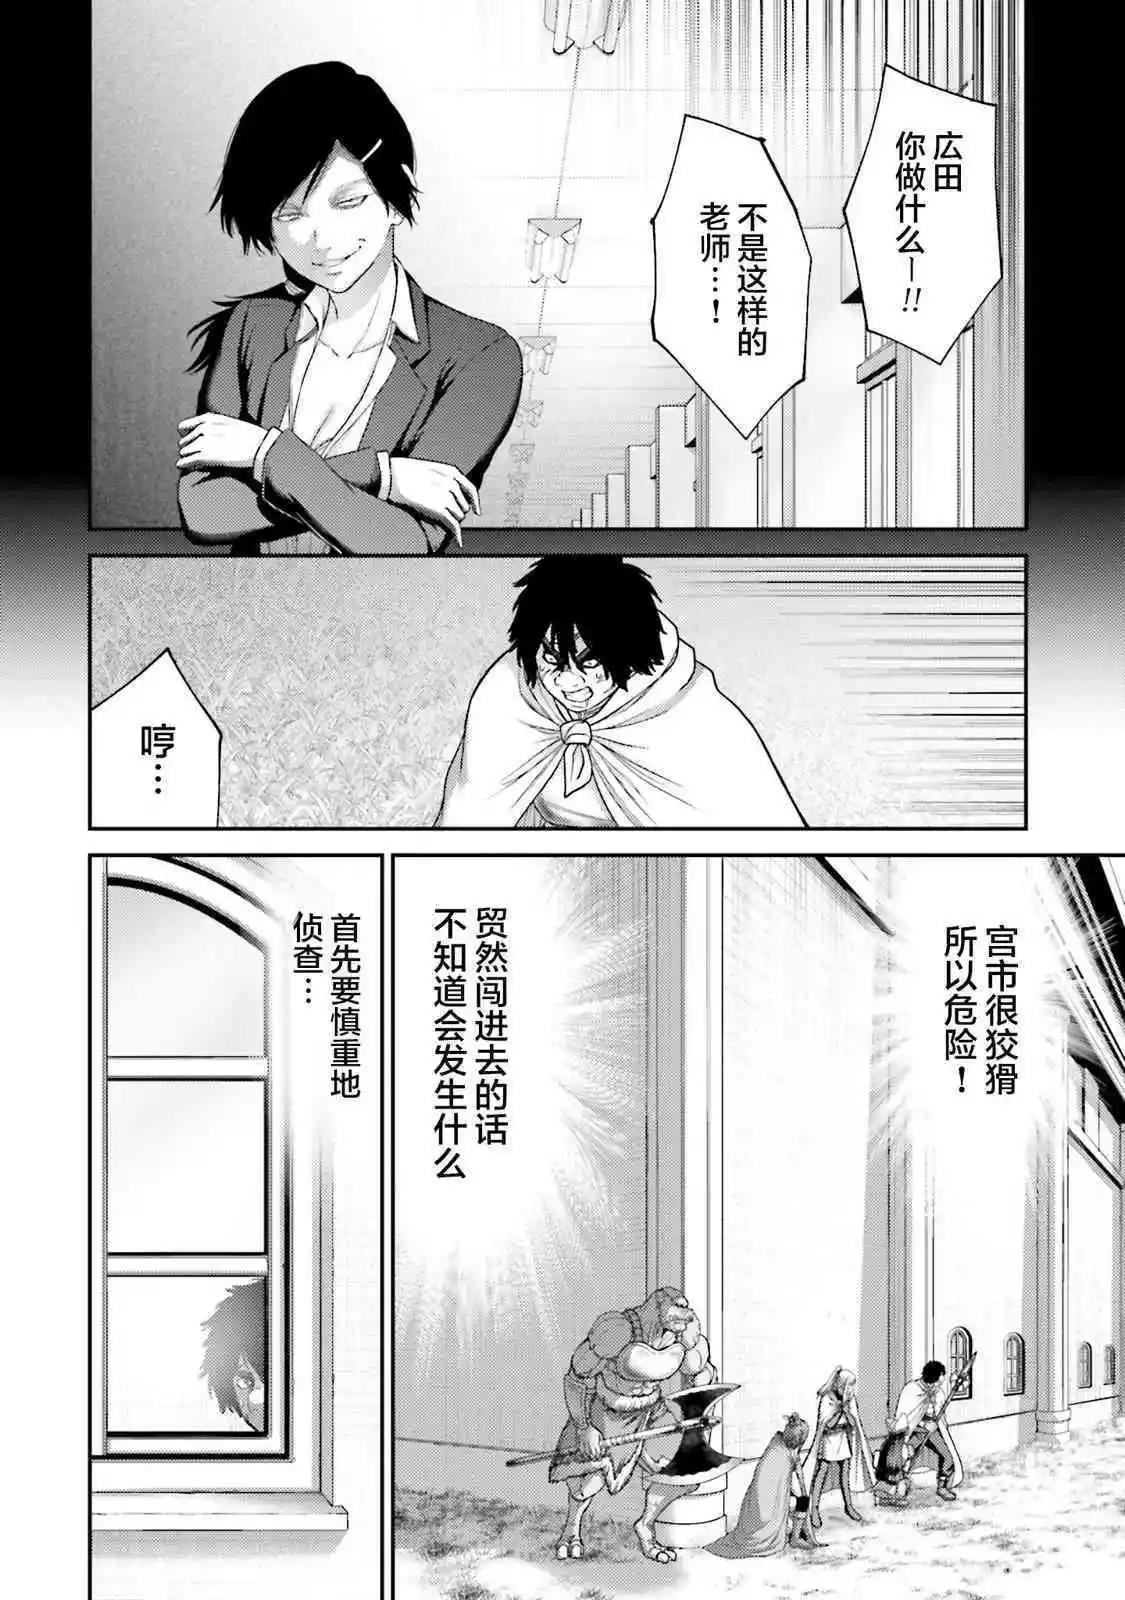 広田
你做什么ー!!
不是这样的
老师…！
哼…
宫市很狡猾
所以危险！
贸然闯进去的话
不知道会发生什么
首先要慎重地
侦查…